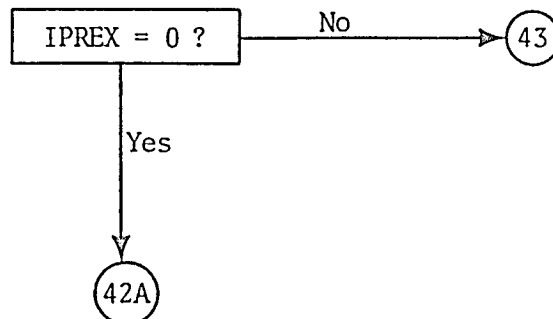 IPREX = 0 ?
No
43
Yes
42A